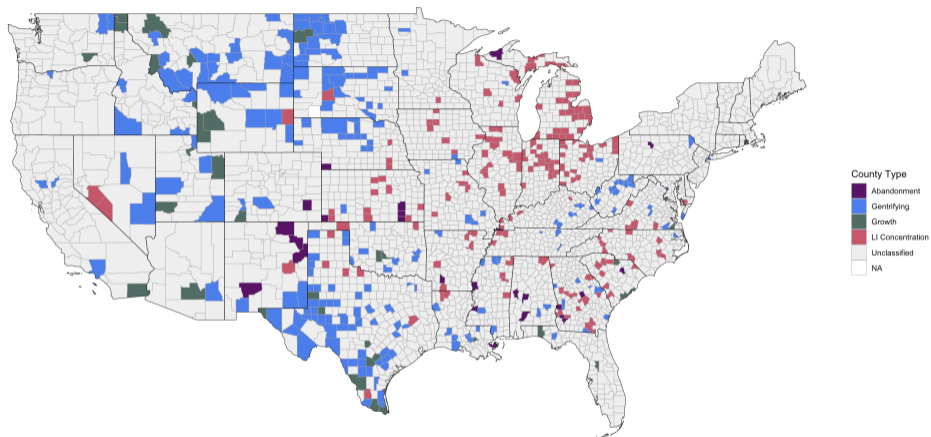 County Type
Abandonment
Gentrifying
Growth
LI Concentration
Unclassified
NA